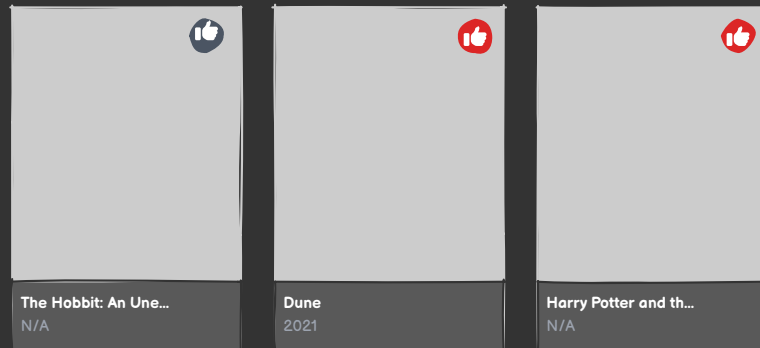 The Hobbit: An Une...
N/A
Dune
2021
Harry Potter and th...
N/A